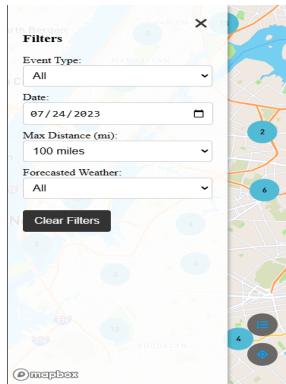 Filters
Event Type:
All
Date:
07/24/2023
Max Distance (mi):
100 miles
Forecasted Weather:
All
Clear Filters
2
6
4
mapbox